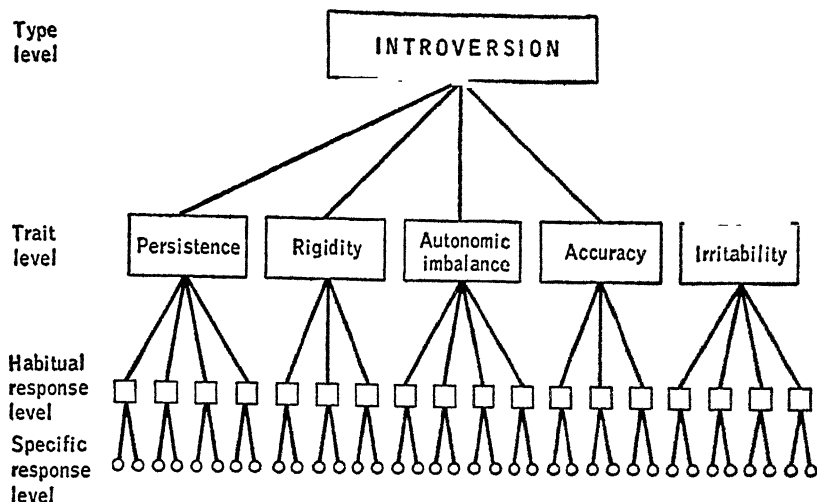 Type
level
INTROVERSION
Trait
level
Persistence
Rigidity
Autonomic
imbalance
Accuracy
Irritability
Habitual
response
level
Specific
response
level